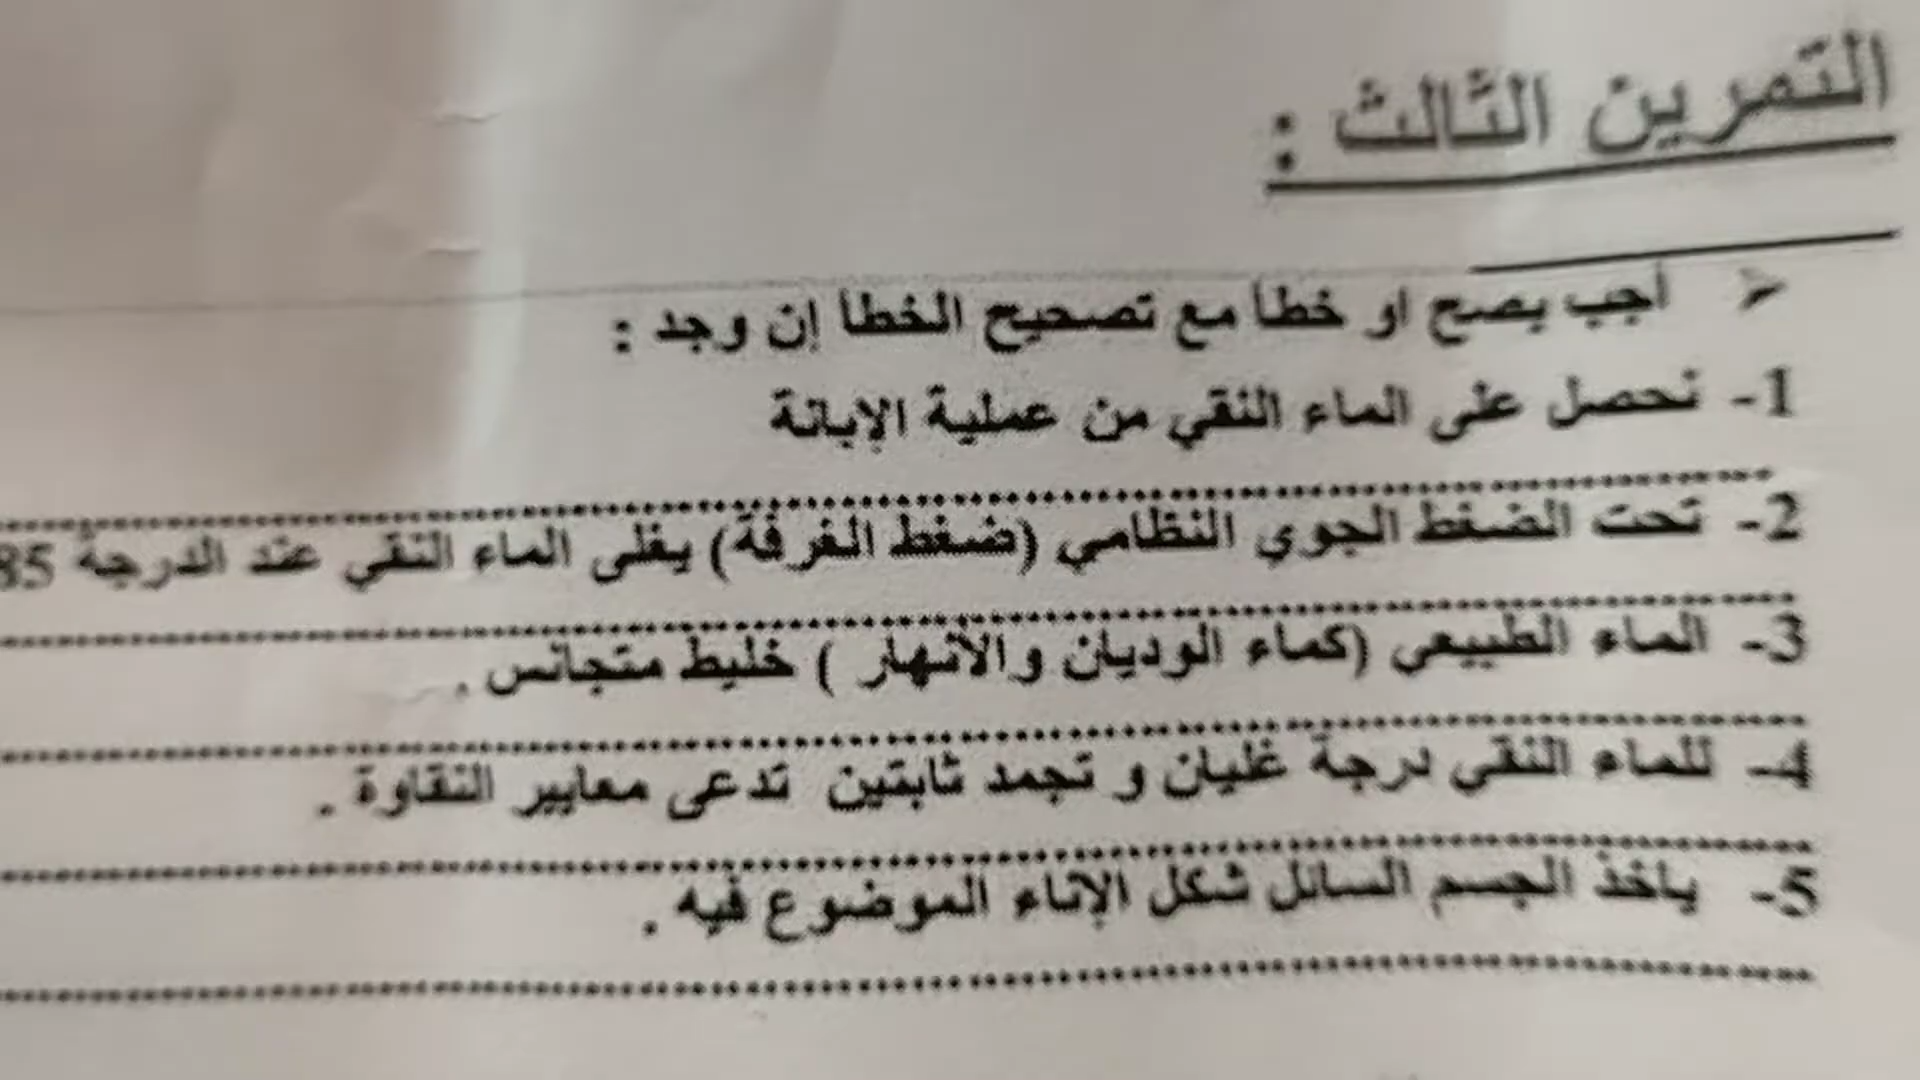 التمرين الثالث :
➢ أجب بصح او خطأ مع تصحيح الخطأ إن وجد :
1- نحصل على الماء النقي من عملية الإبانة
2- تحت الضغط الجوي النظامي (ضغط الغرفة) يغلى الماء النقي عند الدرجة 85
3- الماء الطبيعي (كماء الوديان والأنهار ) خليط متجانس .
4- للماء النقي درجة غليان و تجمد ثابتين تدعى معايير النقاوة .
5- يأخذ الجسم السائل شكل الإناء الموضوع فيه .